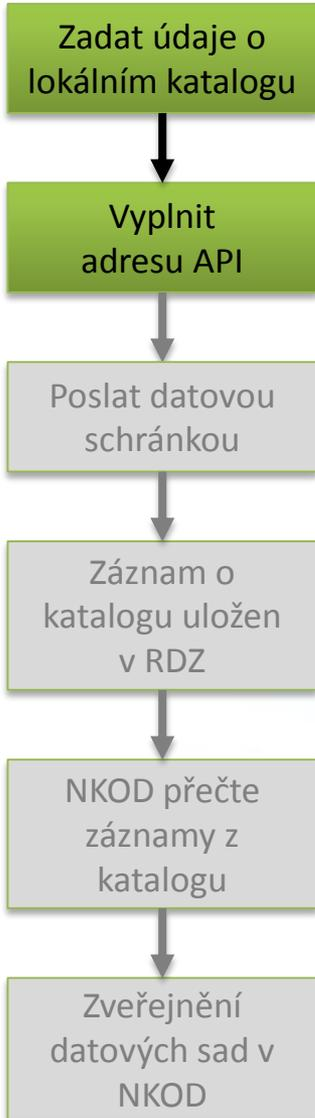 Zadat údaje o
lokálním katalogu
Vyplnit
adresu API
Poslat datovou
schránkou
Záznam o
katalogu uložen
v RDZ
NKOD přečte
záznamy z
katalogu
Zveřejnění
datových sad v
NKOD